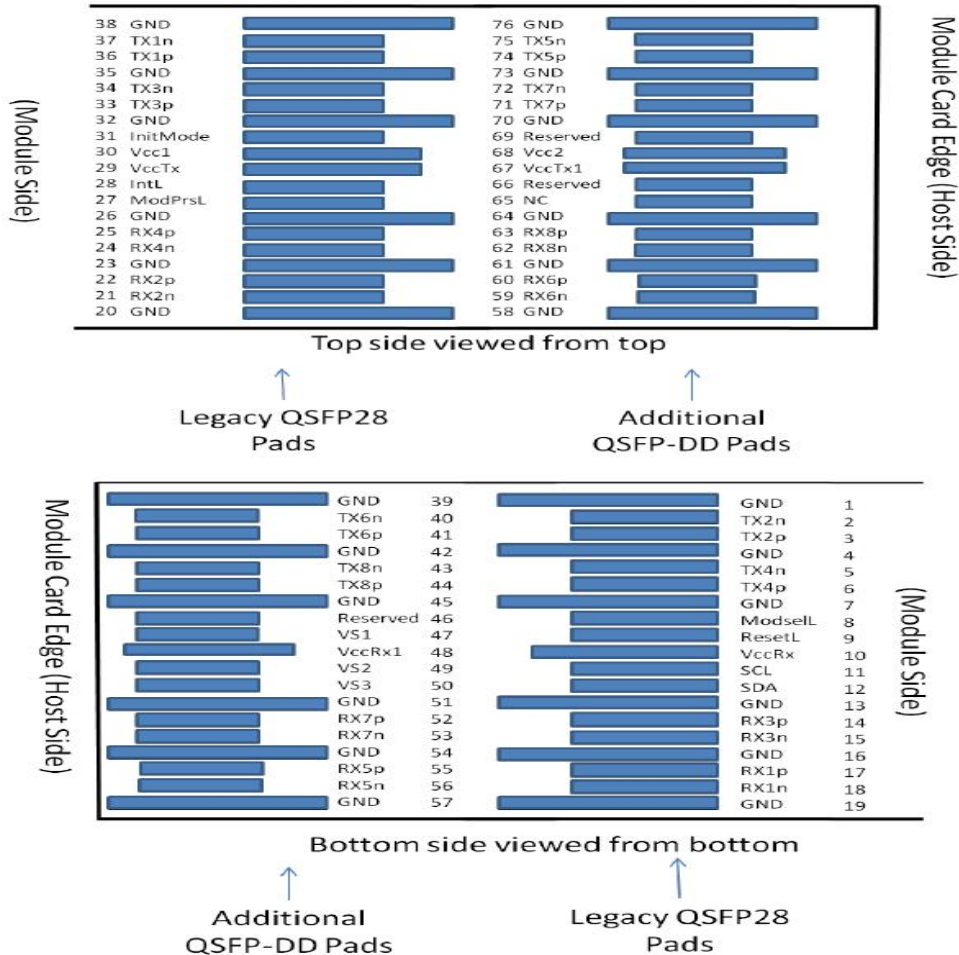 38 GND
37 TX1n
36 TX1p
35 GND
34 TX3n
33 TX3p
32 GND
31 InitMode
30 Vcc1
29 VccTx
28 IntL
27 ModPrsL
26 GND
25 RX4p
24 RX4n
23 GND
22 RX2p
21 RX2n
20 GND
76 GND
75 TX5n
74 TX5p
73 GND
72 TX7n
71 TX7p
70 GND
69 Reserved
68 Vcc2
67 VccTx1
66 Reserved
65 NC
64 GND
63 RX8p
62 RX8n
61 GND
60 RX6p
59 RX6n
58 GND
(Module Side)
Module Card Edge (Host Side)
Top side viewed from top
Legacy QSFP28
Pads
Additional
QSFP-DD Pads
Module Card Edge (Host Side)
GND 39
TX6n 40
TX6p 41
GND 42
TX8n 43
TX8p 44
GND 45
Reserved 46
VS1 47
VccRx1 48
VS2 49
VS3 50
GND 51
RX7p 52
RX7n 53
GND 54
RX5p 55
RX5n 56
GND 57
GND 1
TX2n 2
TX2p 3
GND 4
TX4n 5
TX4p 6
GND 7
ModselL 8
ResetL 9
VccRx 10
SCL 11
SDA 12
GND 13
RX3p 14
RX3n 15
GND 16
RX1p 17
RX1n 18
GND 19
(Module Side)
Bottom side viewed from bottom
Additional
QSFP-DD Pads
Legacy QSFP28
Pads